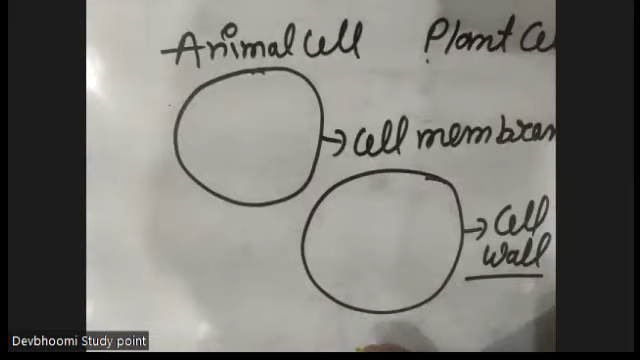 Animal Cell Plant Ce
Cell membran
Cell
Wall
Devbhoomi Study point